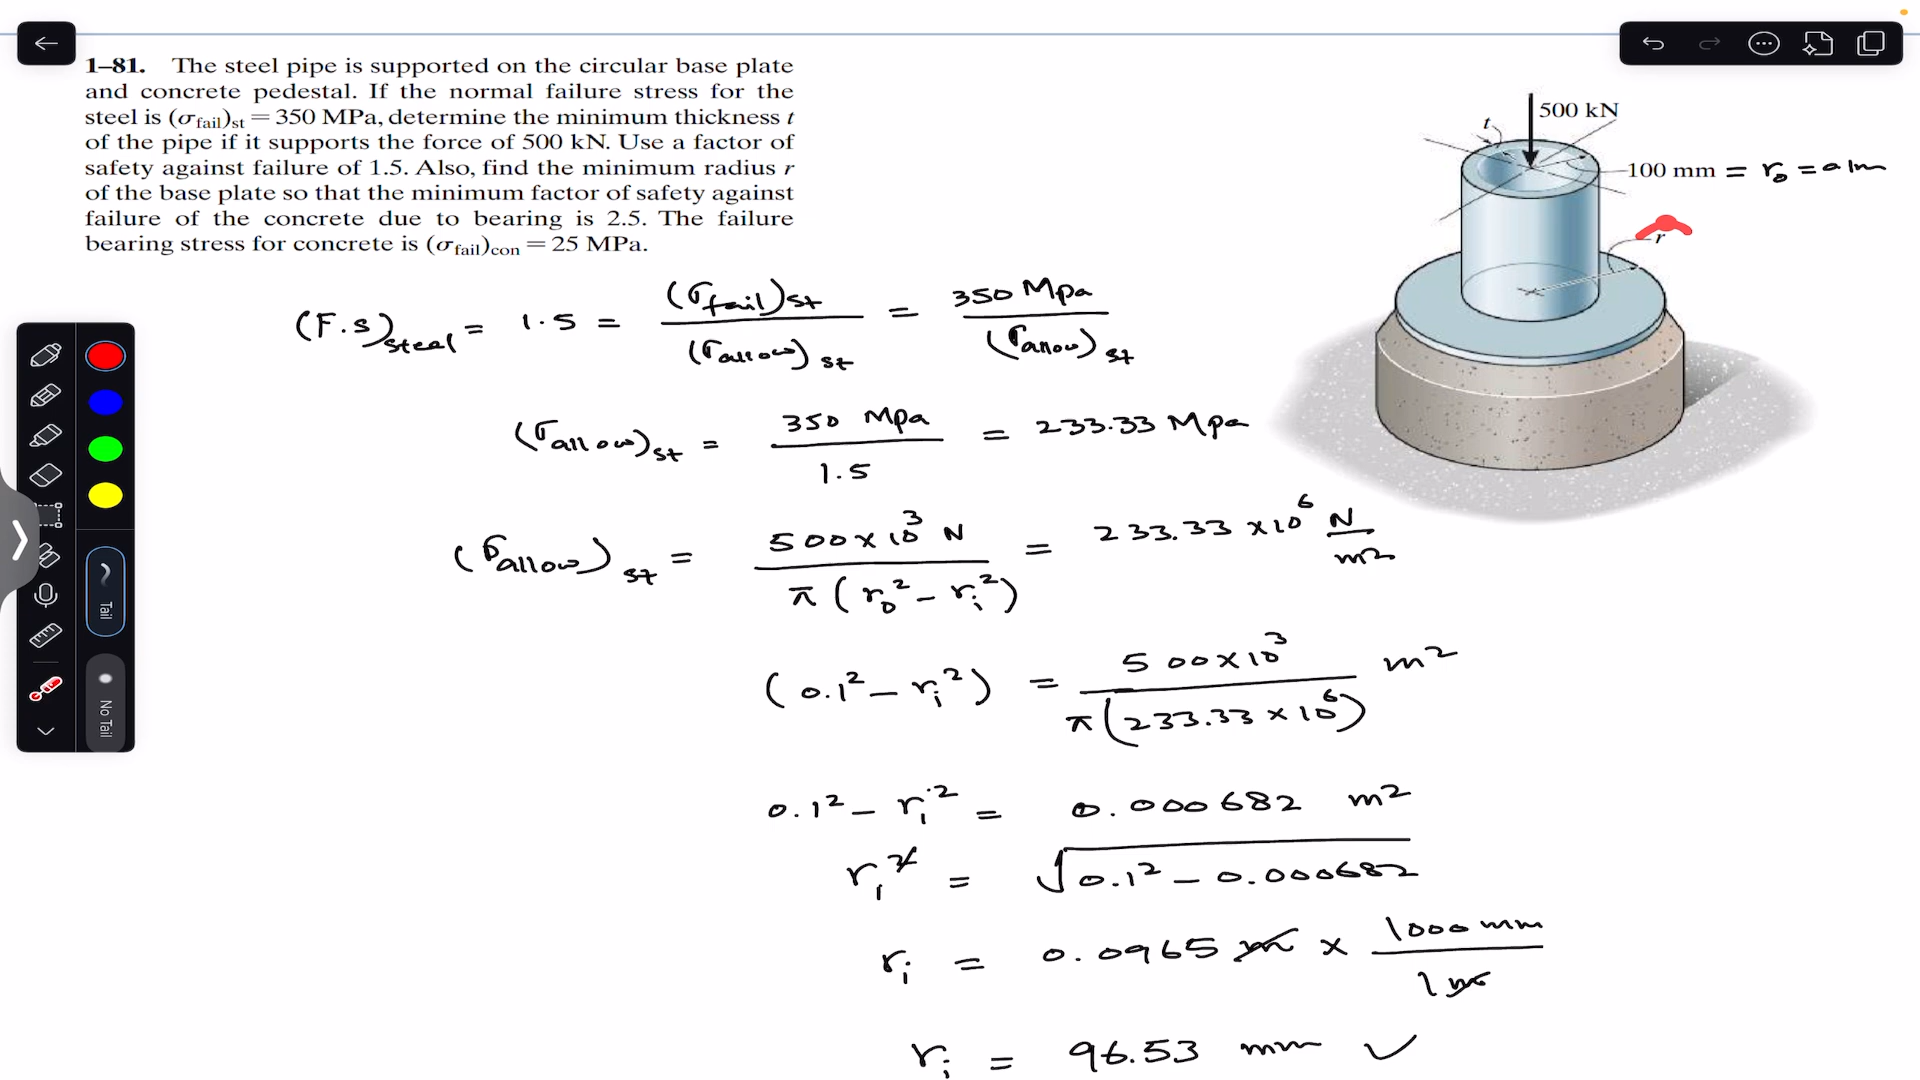 1–81. The steel pipe is supported on the circular base plate
and concrete pedestal. If the normal failure stress for the
steel is (σfail)st = 350 MPa, determine the minimum thickness t
of the pipe if it supports the force of 500 kN. Use a factor of
safety against failure of 1.5. Also, find the minimum radius r
of the base plate so that the minimum factor of safety against
failure of the concrete due to bearing is 2.5. The failure
bearing stress for concrete is (σfail)con = 25 MPa.
500 kN
t
100 mm = r₀ = 0.1m
r
(F.S)steel = 1.5 = (σfail)st / (σallow)st = 350 Mpa / (σallow)st
(σallow)st = 350 Mpa / 1.5 = 233.33 Mpa
(σallow)st = 500×10³ N / π(r₀² – rᵢ²) = 233.33 ×10⁶ N / m²
(0.1² – rᵢ²) = 500×10³ / π(233.33 × 10⁶) m²
0.1² – rᵢ² = 0.000682 m²
rᵢ² = √0.1² – 0.000682
rᵢ = 0.0965 m × 1000 mm / 1 m
rᵢ = 96.53 mm ✓
Tail
No Tail